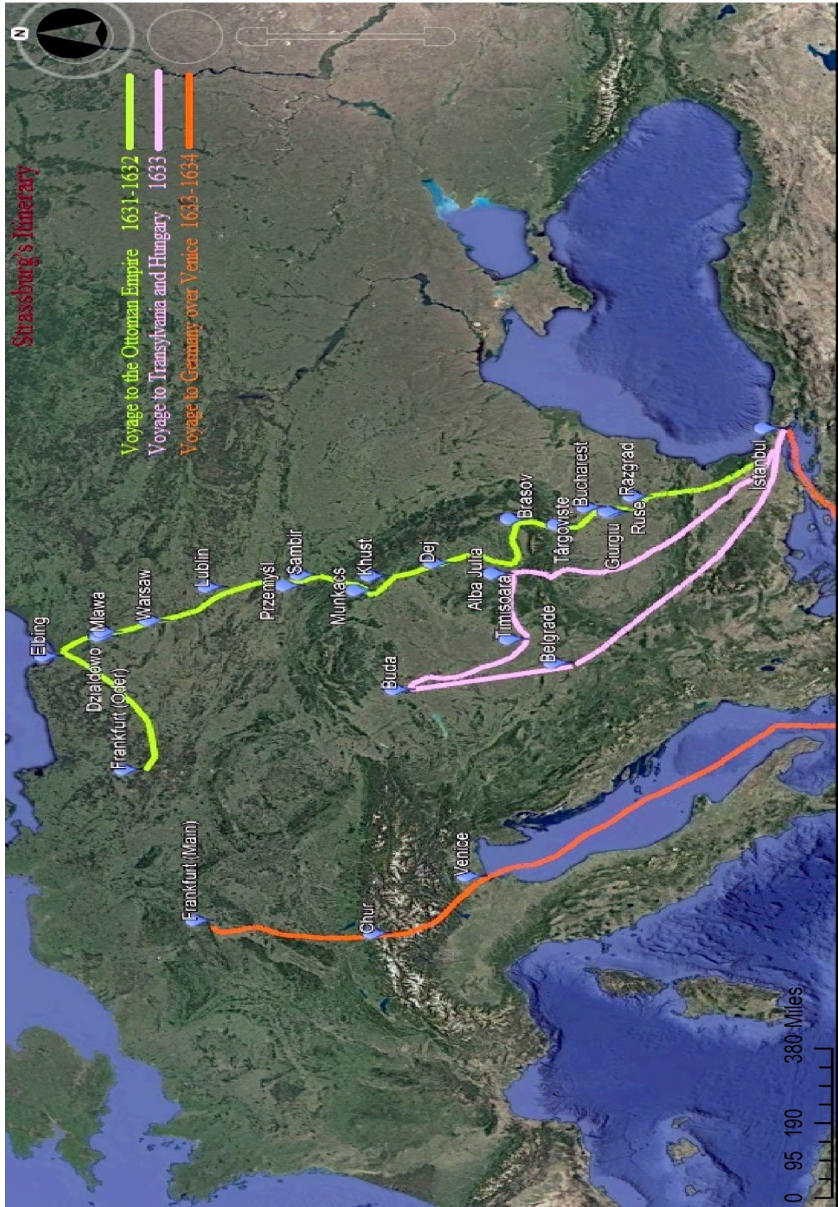 N
Strassburg's Itinerary
Voyage to the Ottoman Empire 1631-1632
Voyage to Transylvania and Hungary 1633
Voyage to Germany over Venice 1633-1634
Elbing
Dzialdowo
Mlawa
Frankfurt (Oder)
Warsaw
Lublin
Frankfurt (Main)
Przemysl
Sambir
Munkacs
Khust
Chur
Buda
Dej
Alba Julia
Brasov
Timisoara
Venice
Belgrade
Târgoviste
Bucharest
Giurgiu
Ruse
Razgrad
Istanbul
0 95 190 380 Miles